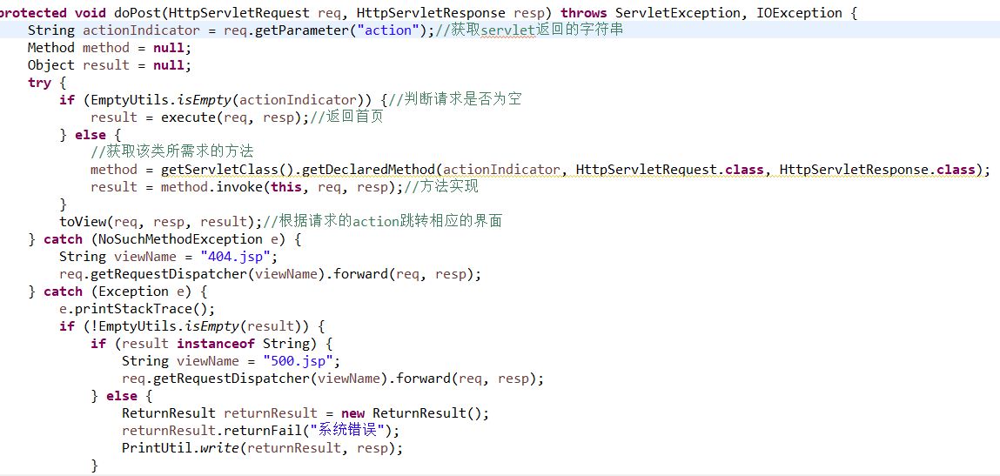 protected void doPost(HttpServletRequest req, HttpServletResponse resp) throws ServletException, IOException {
String actionIndicator = req.getParameter("action");//获取servlet返回的字符串
Method method = null;
Object result = null;
try {
if (EmptyUtils.isEmpty(actionIndicator)) {//判断请求是否为空
result = execute(req, resp);//返回首页
} else {
//获取该类所需求的方法
method = getServletClass().getDeclaredMethod(actionIndicator, HttpServletRequest.class, HttpServletResponse.class);
result = method.invoke(this, req, resp);//方法实现
}
toView(req, resp, result);//根据请求的action跳转相应的界面
} catch (NoSuchMethodException e) {
String viewName = "404.jsp";
req.getRequestDispatcher(viewName).forward(req, resp);
} catch (Exception e) {
e.printStackTrace();
if (!EmptyUtils.isEmpty(result)) {
if (result instanceof String) {
String viewName = "500.jsp";
req.getRequestDispatcher(viewName).forward(req, resp);
} else {
ReturnResult returnResult = new ReturnResult();
returnResult.returnFail("系统错误");
PrintUtil.write(returnResult, resp);
}